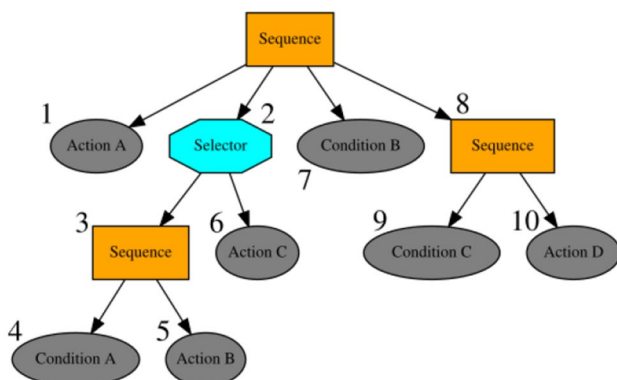 Sequence
1
2
8
Action A
Selector
Condition B
Sequence
7
3
6
9
10
Sequence
Action C
Condition C
Action D
4
5
Condition A
Action B